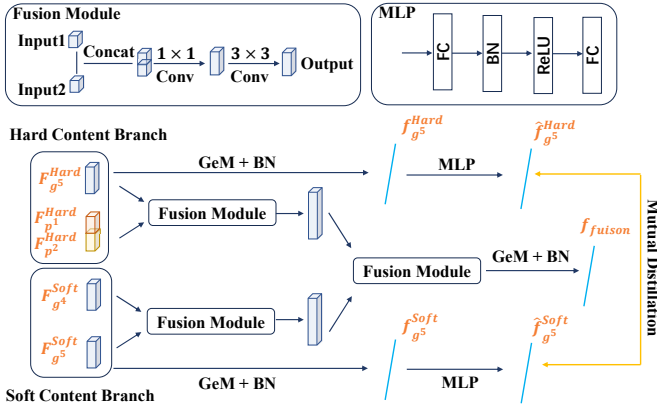 Fusion Module
Input1
Concat
Input2
1 × 1
Conv
3 × 3
Conv
Output
MLP
FC
BN
ReLU
FC
Hard Content Branch
F_{g^5}^{Hard}
F_{p^1}^{Hard}
F_{p^2}^{Hard}
GeM + BN
f_{g^5}^{Hard}
MLP
f̂_{g^5}^{Hard}
Fusion Module
Fusion Module
GeM + BN
f_{fuison}
Mutual Distillation
F_{g^4}^{Soft}
F_{g^5}^{Soft}
Fusion Module
GeM + BN
f_{g^5}^{Soft}
MLP
f̂_{g^5}^{Soft}
Soft Content Branch